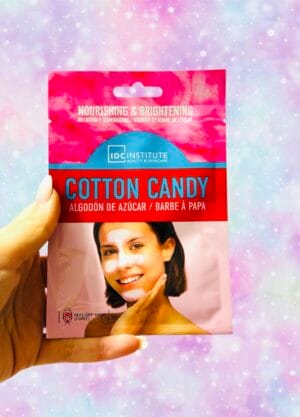 NOURISHING & BRIGHTENING
IDC INSTITUTE
BEAUTY & SKINCARE
COTTON CANDY
ALGODÓN DE AZÚCAR / BARBE À PAPA